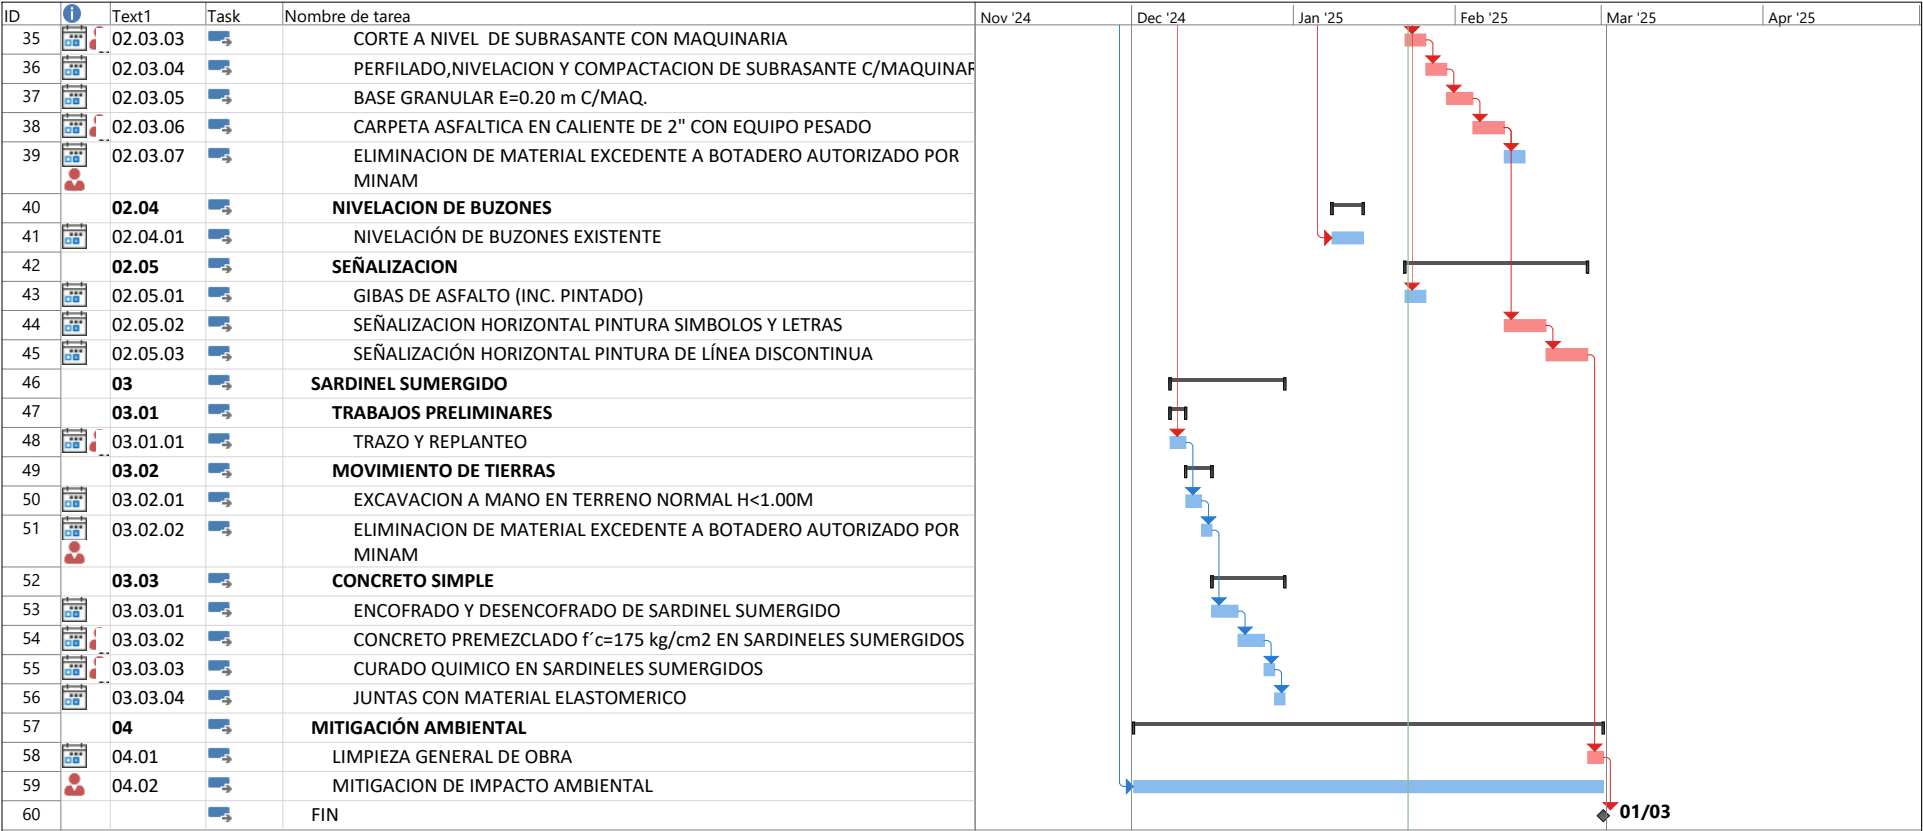 ID Text1 Task Nombre de tarea Nov '24 Dec '24 Jan '25 Feb '25 Mar '25 Apr '25
35 02.03.03 CORTE A NIVEL DE SUBRASANTE CON MAQUINARIA
36 02.03.04 PERFILADO,NIVELACION Y COMPACTACION DE SUBRASANTE C/MAQUINAR
37 02.03.05 BASE GRANULAR E=0.20 m C/MAQ.
38 02.03.06 CARPETA ASFALTICA EN CALIENTE DE 2" CON EQUIPO PESADO
39 02.03.07 ELIMINACION DE MATERIAL EXCEDENTE A BOTADERO AUTORIZADO POR
MINAM
40 02.04 NIVELACION DE BUZONES
41 02.04.01 NIVELACIÓN DE BUZONES EXISTENTE
42 02.05 SEÑALIZACION
43 02.05.01 GIBAS DE ASFALTO (INC. PINTADO)
44 02.05.02 SEÑALIZACION HORIZONTAL PINTURA SIMBOLOS Y LETRAS
45 02.05.03 SEÑALIZACIÓN HORIZONTAL PINTURA DE LÍNEA DISCONTINUA
46 03 SARDINEL SUMERGIDO
47 03.01 TRABAJOS PRELIMINARES
48 03.01.01 TRAZO Y REPLANTEO
49 03.02 MOVIMIENTO DE TIERRAS
50 03.02.01 EXCAVACION A MANO EN TERRENO NORMAL H<1.00M
51 03.02.02 ELIMINACION DE MATERIAL EXCEDENTE A BOTADERO AUTORIZADO POR
MINAM
52 03.03 CONCRETO SIMPLE
53 03.03.01 ENCOFRADO Y DESENCOFRADO DE SARDINEL SUMERGIDO
54 03.03.02 CONCRETO PREMEZCLADO f´c=175 kg/cm2 EN SARDINELES SUMERGIDOS
55 03.03.03 CURADO QUIMICO EN SARDINELES SUMERGIDOS
56 03.03.04 JUNTAS CON MATERIAL ELASTOMERICO
57 04 MITIGACIÓN AMBIENTAL
58 04.01 LIMPIEZA GENERAL DE OBRA
59 04.02 MITIGACION DE IMPACTO AMBIENTAL
60 FIN 01/03